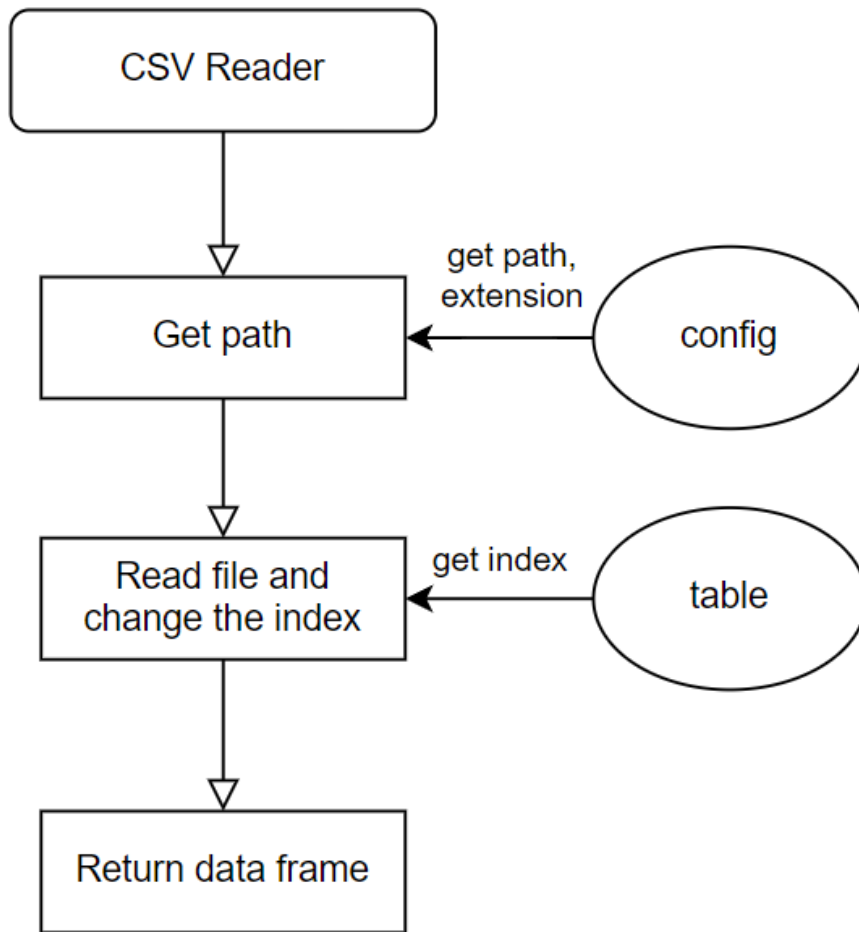 CSV Reader
get path,
extension
Get path
config
get index
Read file and
change the index
table
Return data frame